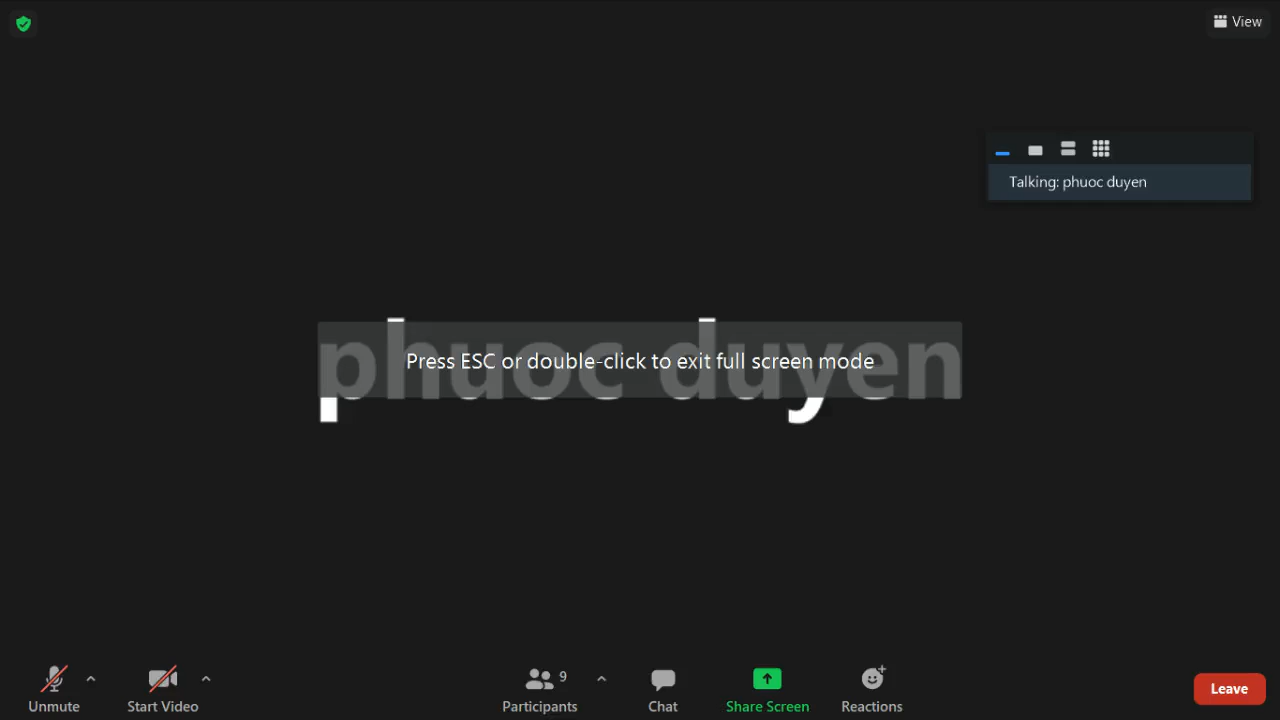 View
Talking: phuoc duyen
phuoc duyen
Press ESC or double-click to exit full screen mode
Unmute
Start Video
9
Participants
Chat
Share Screen
Reactions
Leave